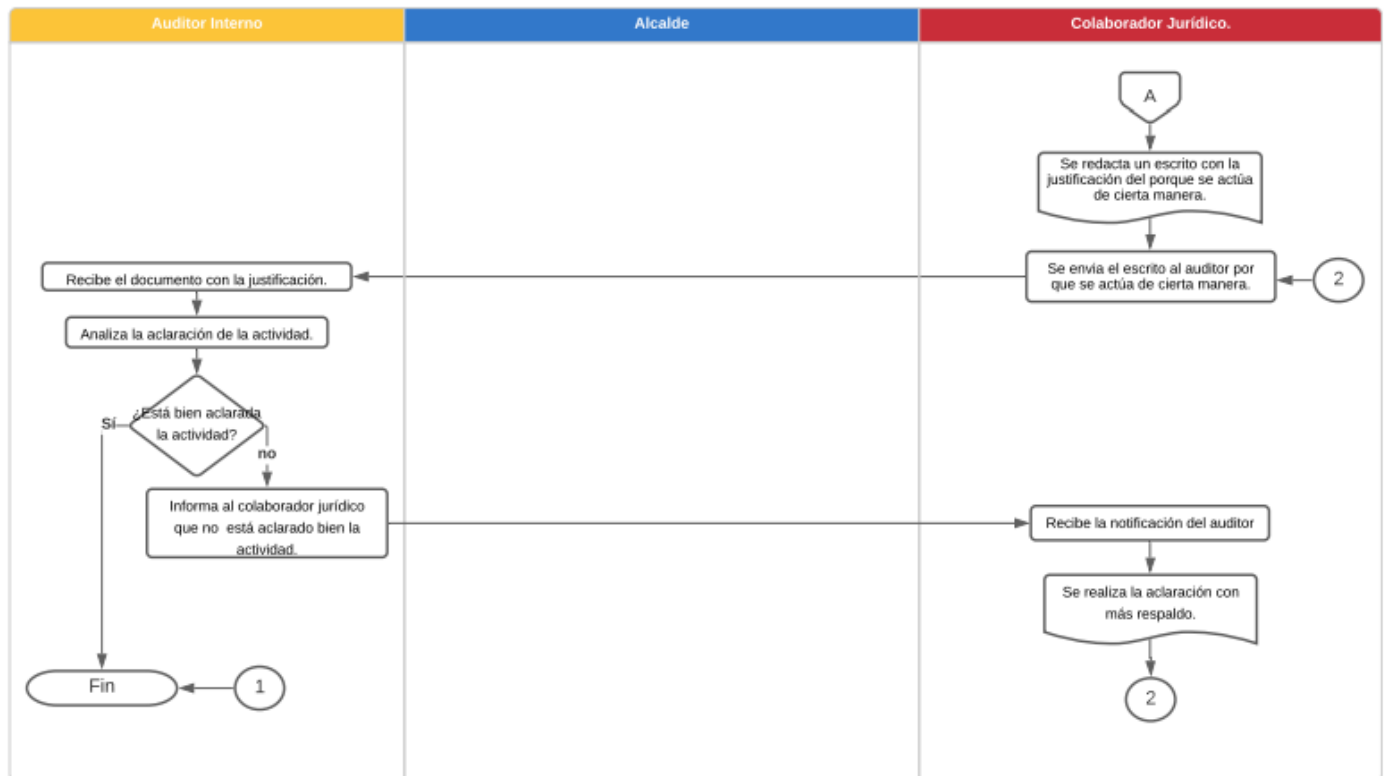 Auditor Interno
Alcalde
Colaborador Jurídico.
A
Se redacta un escrito con la
justificación del porque se actúa
de cierta manera.
Recibe el documento con la justificación.
Se envia el escrito al auditor por
que se actúa de cierta manera.
2
Analiza la aclaración de la actividad.
¿Está bien aclarada
la actividad?
Sí
no
Informa al colaborador jurídico
que no está aclarado bien la
actividad.
Recibe la notificación del auditor
Se realiza la aclaración con
más respaldo.
Fin
1
2